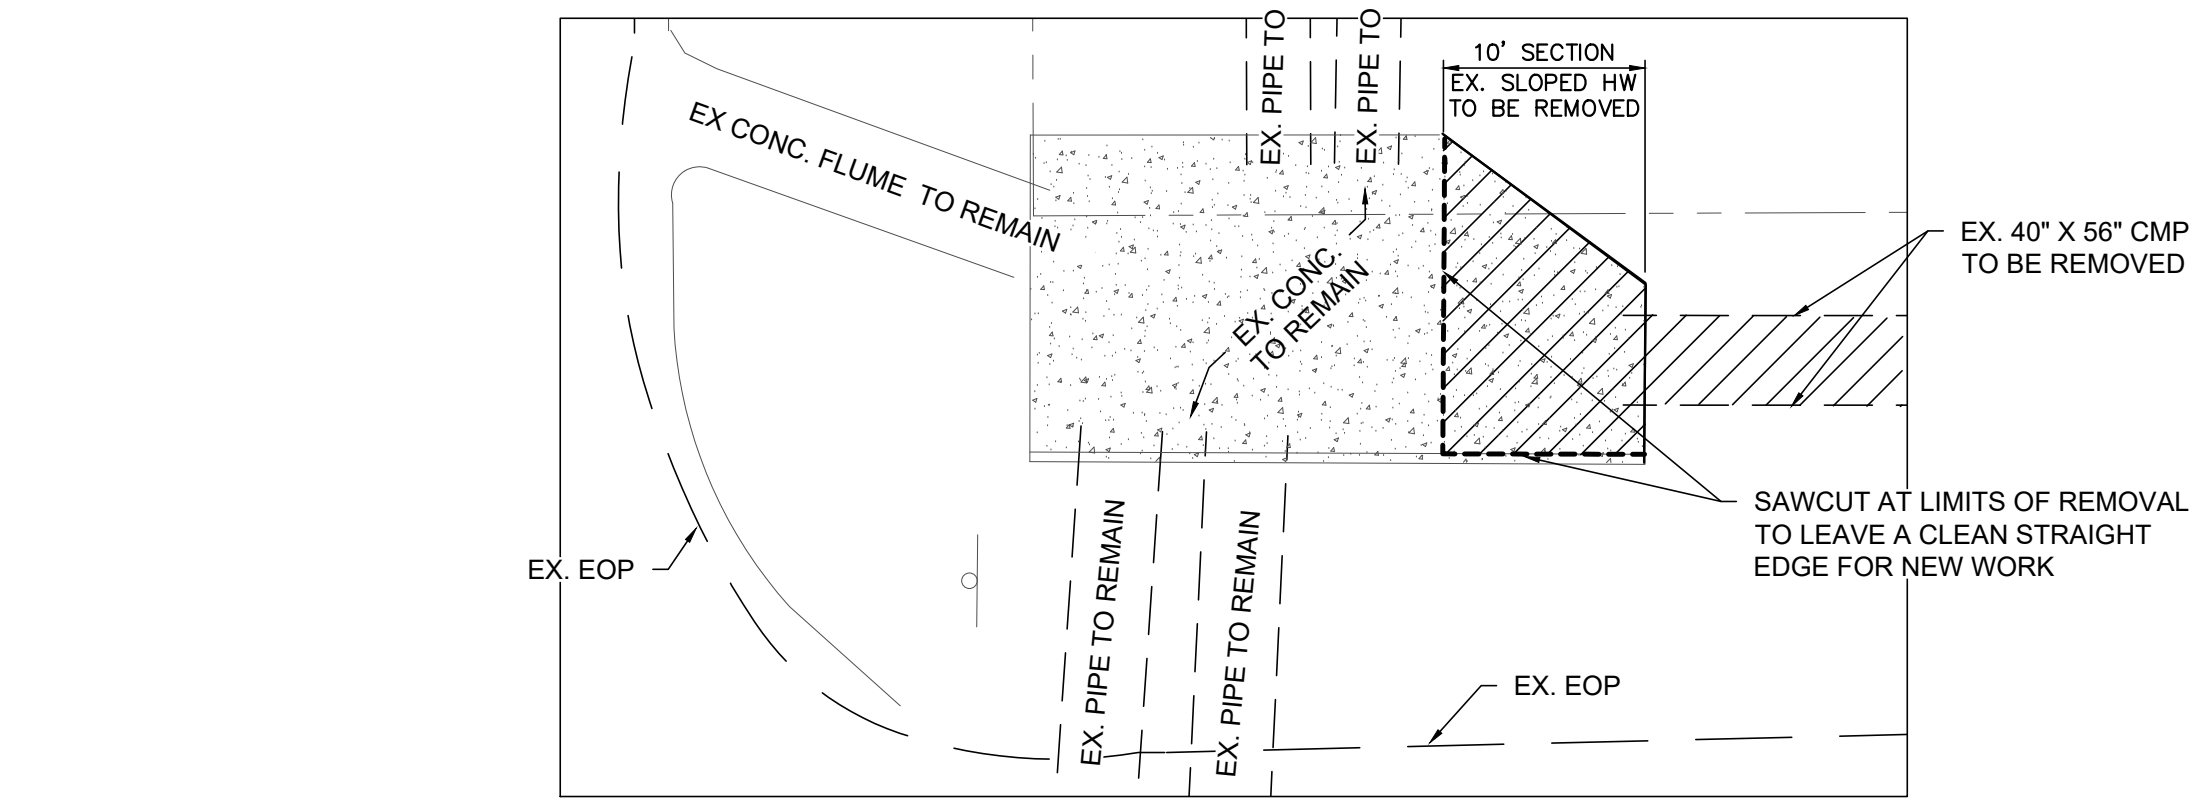 EX. PIPE TO
EX. PIPE TO
10' SECTION
EX. SLOPED HW
TO BE REMOVED
EX CONC. FLUME TO REMAIN
EX. 40" X 56" CMP
TO BE REMOVED
EX. CONC.
TO REMAIN
SAWCUT AT LIMITS OF REMOVAL
TO LEAVE A CLEAN STRAIGHT
EDGE FOR NEW WORK
EX. EOP
EX. PIPE TO REMAIN
EX. PIPE TO REMAIN
EX. EOP